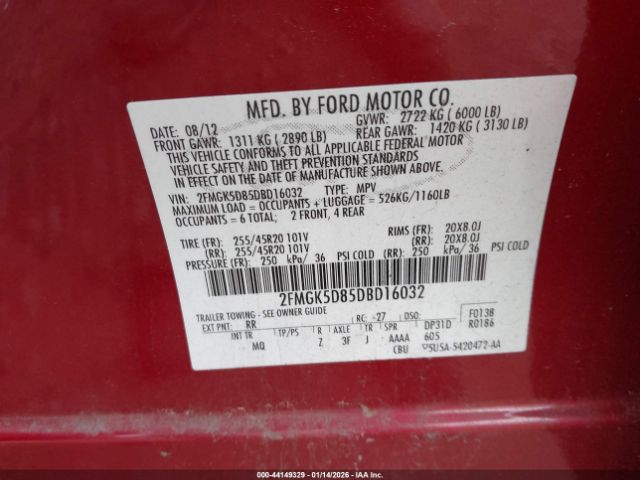 MFD. BY FORD MOTOR CO.
DATE: 08/12 GVWR: 2722 KG ( 6000 LB)
FRONT GAWR: 1311 KG ( 2890 LB) REAR GAWR: 1420 KG ( 3130 LB)
THIS VEHICLE CONFORMS TO ALL APPLICABLE FEDERAL MOTOR
VEHICLE SAFETY AND THEFT PREVENTION STANDARDS
IN EFFECT ON THE DATE OF MANUFACTURE SHOWN ABOVE.
VIN: 2FMGK5D85DBD16032 TYPE: MPV
MAXIMUM LOAD = OCCUPANTS + LUGGAGE = 526KG/1160LB
OCCUPANTS = 6 TOTAL: 2 FRONT, 4 REAR
TIRE (FR): 255/45R20 101V RIMS (FR): 20X8.0J
(RR): 255/45R20 101V (RR): 20X8.0J
PRESSURE (FR): 250 kPa/ 36 PSI COLD (RR): 250 kPa/ 36 PSI COLD
2FMGK5D85DBD16032
TRAILER TOWING - SEE OWNER GUIDE
RC: -27 DSO: F0138
EXT PNT: RR R0186
INT TR TP/PS R AXLE TR SPR DP31D
MQ Z 3F J AAAA 605
CBU 5USA-5420472-AA
000-44149329 - 01/14/2026 - IAA Inc.